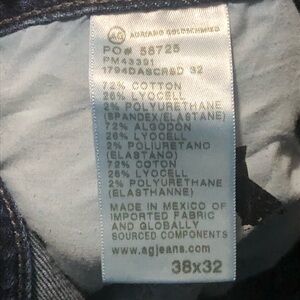 AG ADRIANO GOLDSCHMIED
PO# 58725
PM43391
1794DASCRSD 32
72% COTTON
26% LYOCELL
2% POLYURETHANE
(SPANDEX/ELASTANE)
72% ALGODON
26% LYOCELL
2% POLIURETANO
(ELASTANO)
72% COTON
26% LYOCELL
2% POLYURETHANE
(ELASTHANNE)
MADE IN MEXICO OF
IMPORTED FABRIC
AND GLOBALLY
SOURCED COMPONENTS
www.agjeans.com
38x32